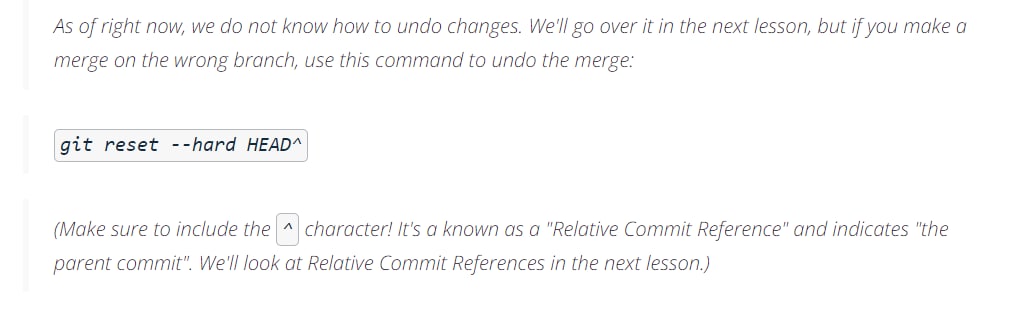 As of right now, we do not know how to undo changes. We'll go over it in the next lesson, but if you make a
merge on the wrong branch, use this command to undo the merge:
git reset --hard HEAD^
(Make sure to include the ^ character! It's a known as a "Relative Commit Reference" and indicates "the
parent commit". We'll look at Relative Commit References in the next lesson.)